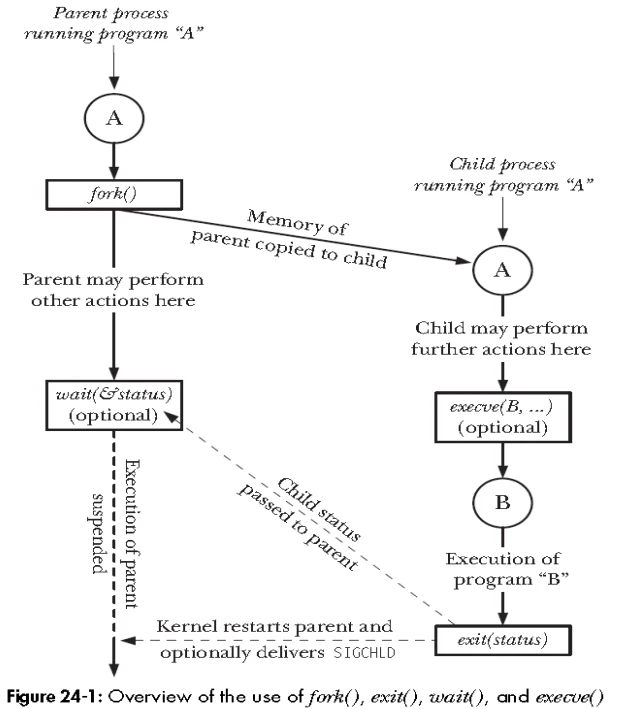 Parent process
running program “A”
A
fork()
Child process
running program “A”
Memory of
parent copied to child
A
Parent may perform
other actions here
Child may perform
further actions here
wait(&status)
(optional)
execve(B, ...)
(optional)
Execution of parent
suspended
Child status
passed to parent
B
Execution of
program “B”
Kernel restarts parent and
optionally delivers SIGCHLD
exit(status)
Figure 24-1: Overview of the use of fork(), exit(), wait(), and execve()